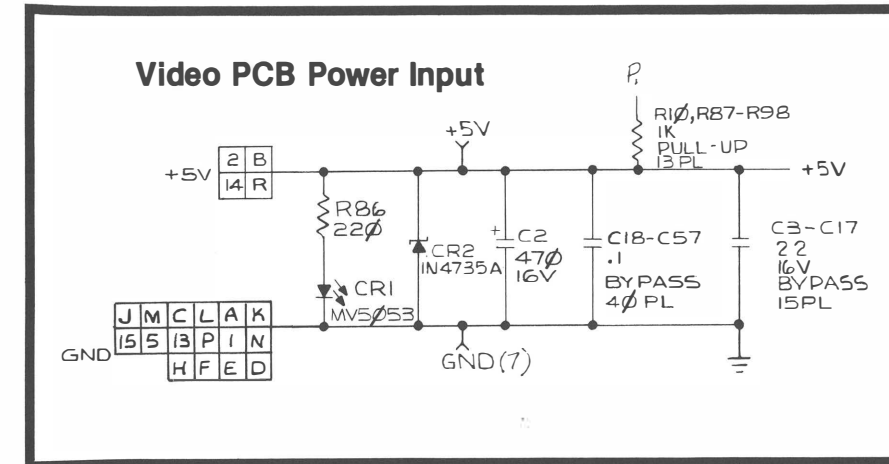 Video PCB Power Input
P,
R1Ø,R87-R98
1K
PULL-UP
13PL
+5V
+5V
2 B
14 R
+5V
R86
22Ø
CR2
1N4735A
+
C2
47Ø
16V
C18-C57
.1
BYPASS
4Ø PL
C3-C17
22
16V
BYPASS
15PL
CR1
MV5Ø53
J M C L A K
15 5 13 P 1 N
H F E D
GND
GND(7)